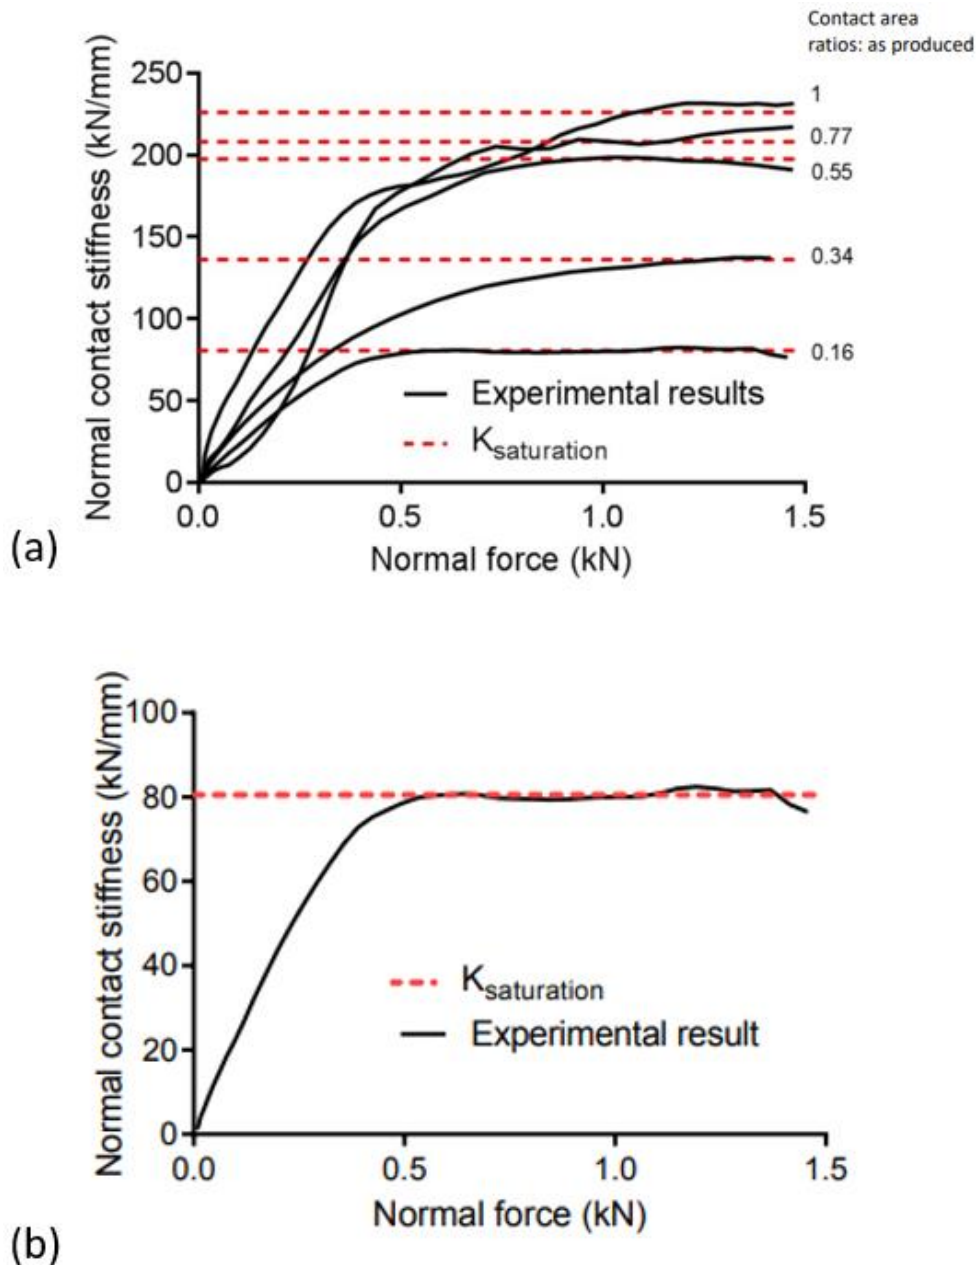 Contact area
ratios: as produced
Normal contact stiffness (kN/mm)
250
200
150
100
50
0
1
0.77
0.55
0.34
0.16
Experimental results
Ksaturation
0.0 0.5 1.0 1.5
Normal force (kN)
(a)
Normal contact stiffness (kN/mm)
100
80
60
40
20
0
Ksaturation
Experimental result
0.0 0.5 1.0 1.5
Normal force (kN)
(b)